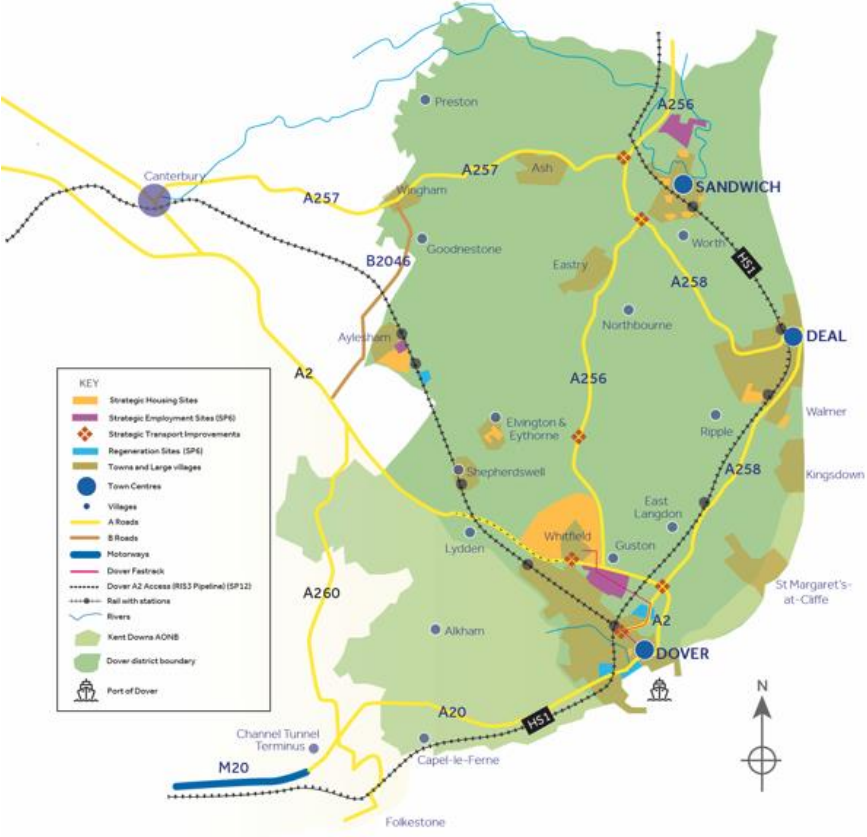 Preston
A256
Canterbury
A257
A257
Ash
Wingham
SANDWICH
Goodnestone
Worth
B2046
HS1
Eastry
A258
Northbourne
Aylesham
DEAL
A2
A256
KEY
Strategic Housing Sites
Strategic Employment Sites (SP6)
Strategic Transport Improvements
Regeneration Sites (SP6)
Towns and Large villages
Town Centres
Villages
A Roads
B Roads
Motorways
Dover Fastrack
Dover A2 Access (RIS3 Pipeline) (SP12)
Rail with stations
Rivers
Kent Downs AONB
Dover district boundary
Port of Dover
Elvington &
Eythorne
Walmer
Ripple
Shepherdswell
A258
Kingsdown
East
Langdon
Whitfield
Lydden
Guston
A260
St Margaret's-
at-Cliffe
Alkham
A2
DOVER
N
A20
HS1
Channel Tunnel
Terminus
Capel-le-Ferne
M20
Folkestone